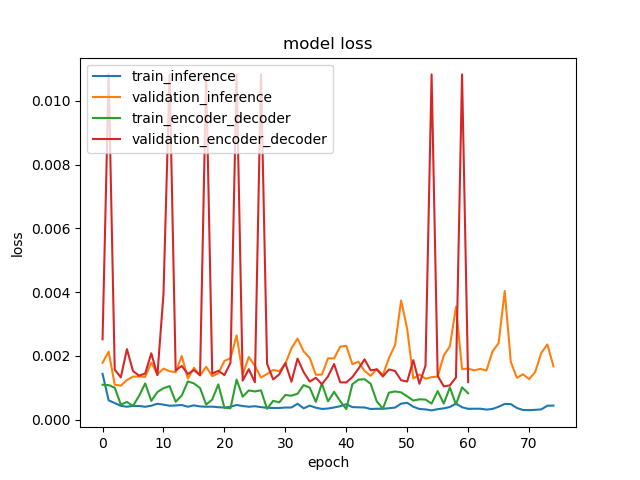 model loss
train_inference
validation_inference
train_encoder_decoder
validation_encoder_decoder
0.010
0.008
0.006
0.004
0.002
0.000
loss
0 10 20 30 40 50 60 70
epoch